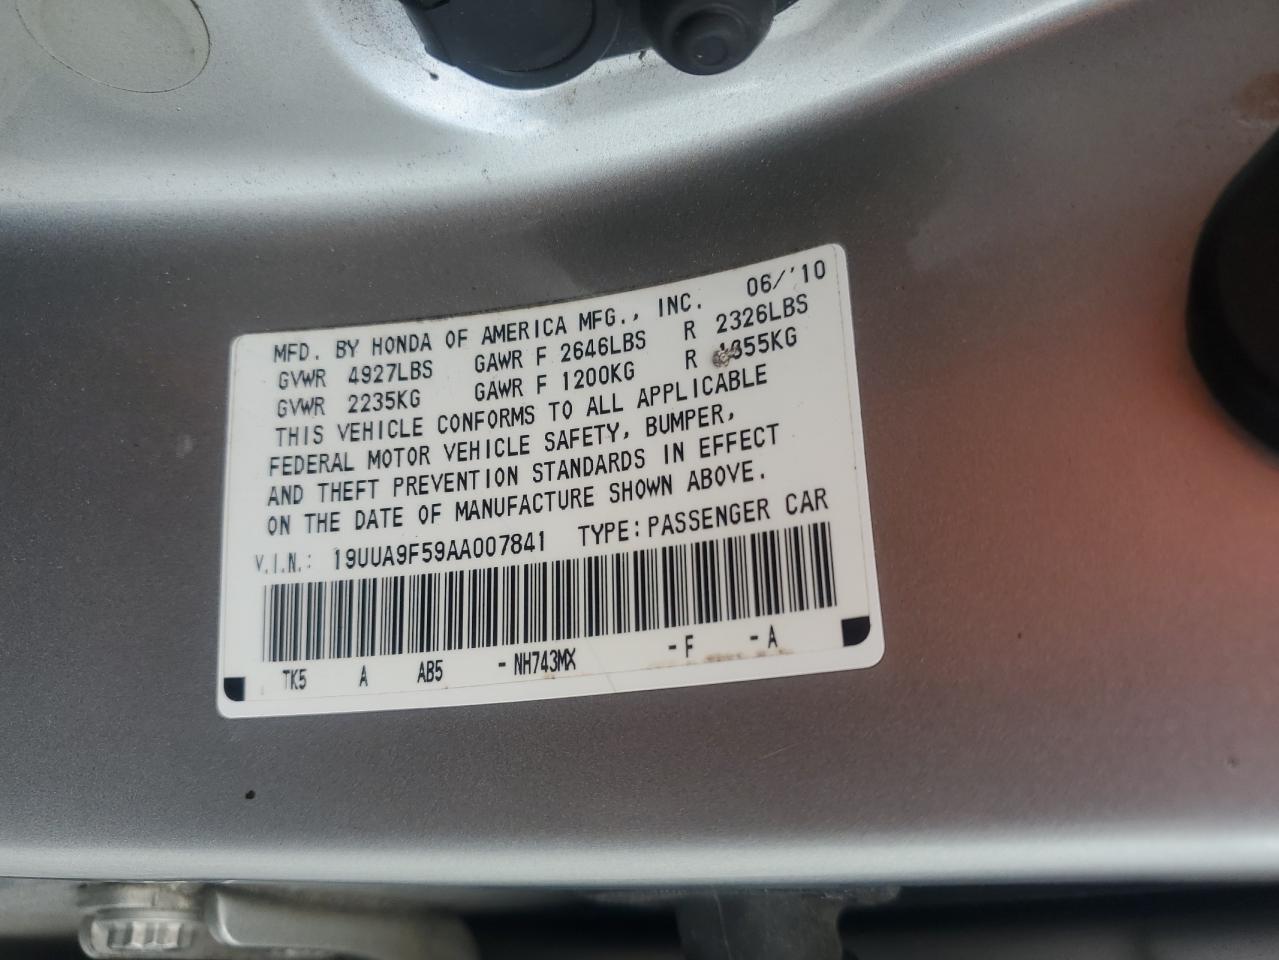 MFD. BY HONDA OF AMERICA MFG., INC. 06/'10
GVWR 4927LBS GAWR F 2646LBS R 2326LBS
GVWR 2235KG GAWR F 1200KG R
THIS VEHICLE CONFORMS TO ALL APPLICABLE
FEDERAL MOTOR VEHICLE SAFETY, BUMPER,
AND THEFT PREVENTION STANDARDS IN EFFECT
ON THE DATE OF MANUFACTURE SHOWN ABOVE.
V.I.N.: 19UUA9F59AA007841 TYPE:PASSENGER CAR
TK5 A AB5 -NH743MX -F -A